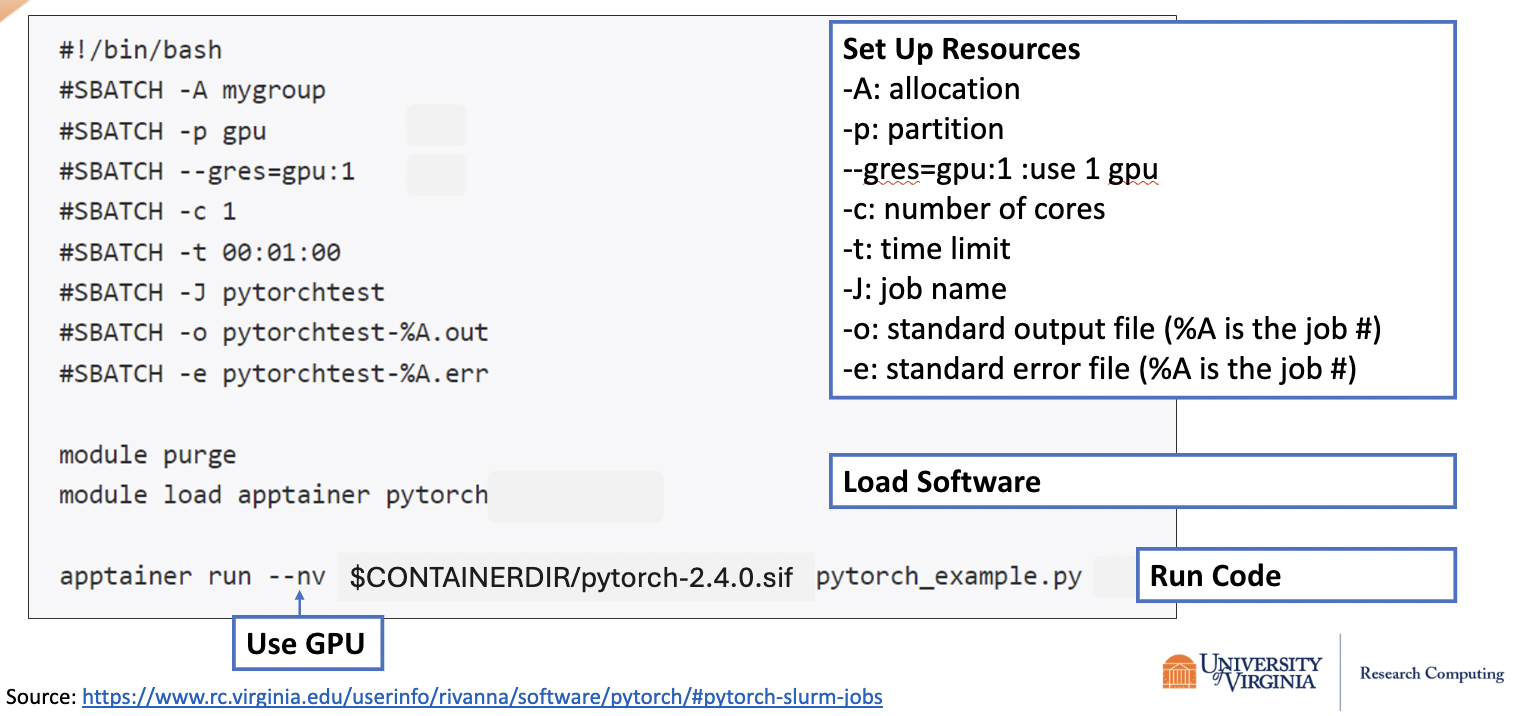 #!/bin/bash
#SBATCH -A mygroup
#SBATCH -p gpu
#SBATCH --gres=gpu:1
#SBATCH -c 1
#SBATCH -t 00:01:00
#SBATCH -J pytorchtest
#SBATCH -o pytorchtest-%A.out
#SBATCH -e pytorchtest-%A.err
module purge
module load apptainer pytorch
apptainer run --nv $CONTAINERDIR/pytorch-2.4.0.sif pytorch_example.py
Set Up Resources
-A: allocation
-p: partition
--gres=gpu:1 :use 1 gpu
-c: number of cores
-t: time limit
-J: job name
-o: standard output file (%A is the job #)
-e: standard error file (%A is the job #)
Load Software
Run Code
Use GPU
Source: https://www.rc.virginia.edu/userinfo/rivanna/software/pytorch/#pytorch-slurm-jobs
UNIVERSITY
of VIRGINIA
Research Computing